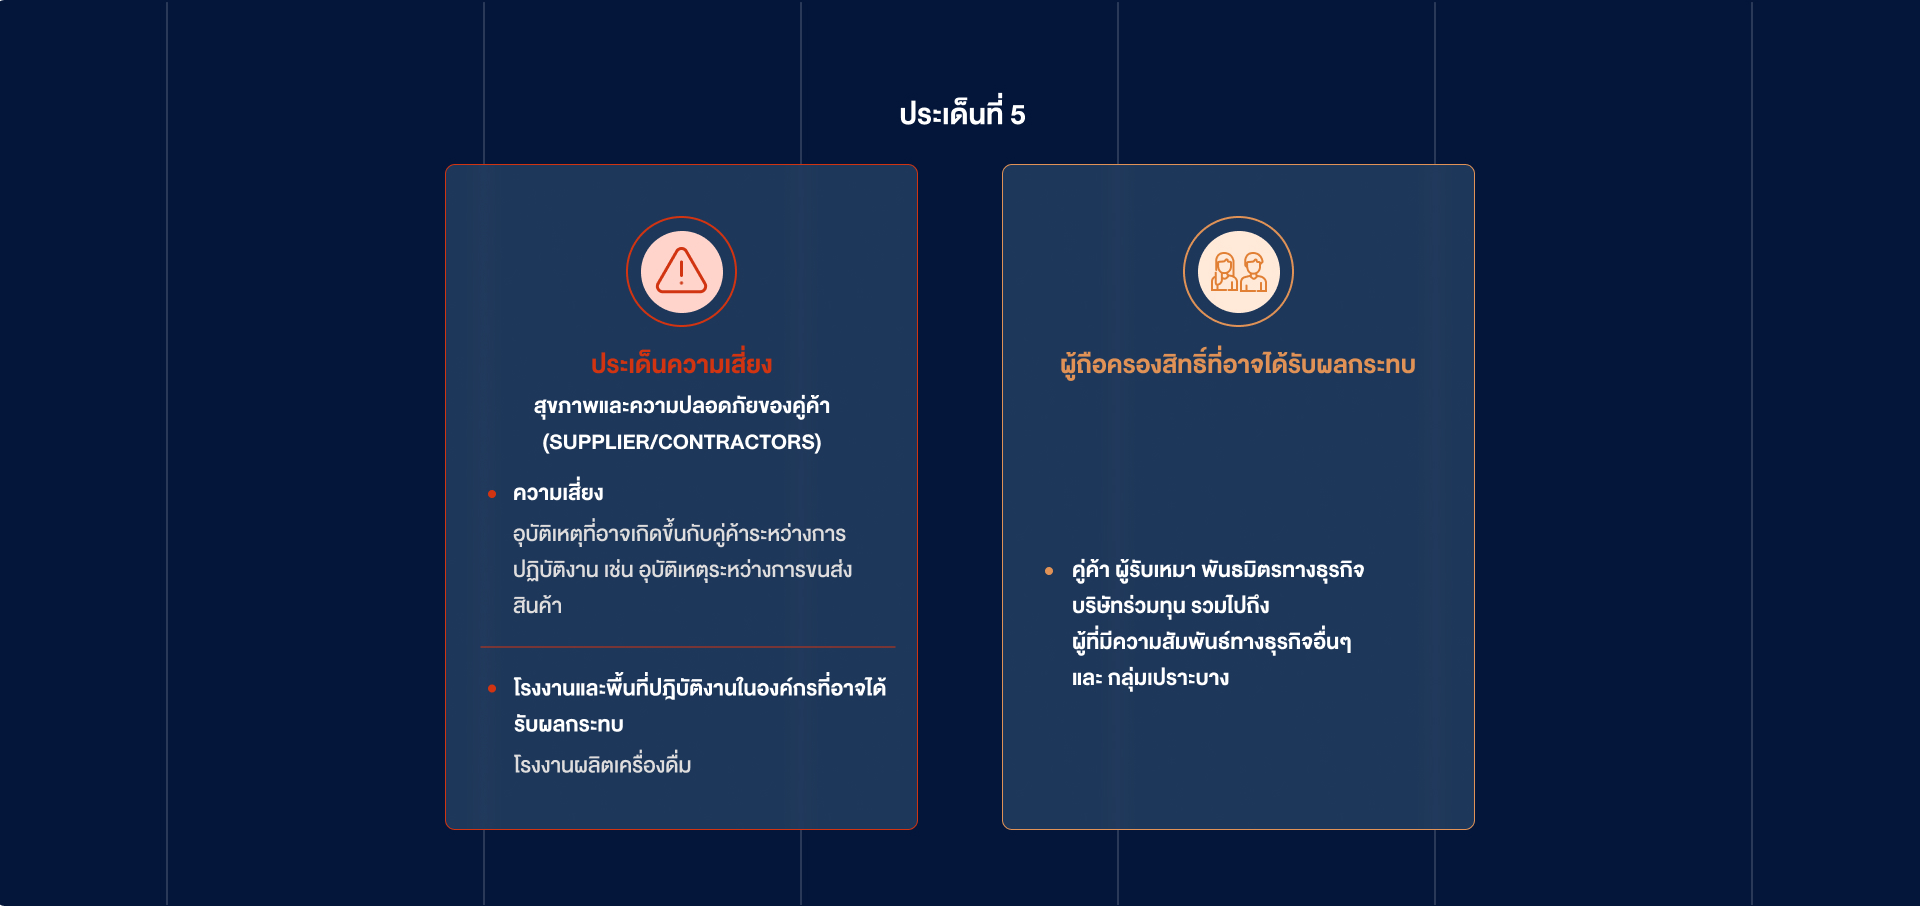 ประเด็นที่ 5
ประเด็นความเสี่ยง
สุขภาพและความปลอดภัยของคู่ค้า
(SUPPLIER/CONTRACTORS)
ความเสี่ยง
อุบัติเหตุที่อาจเกิดขึ้นกับคู่ค้าระหว่างการ
ปฏิบัติงาน เช่น อุบัติเหตุระหว่างการขนส่ง
สินค้า
โรงงานและพื้นที่ปฎิบัติงานในองค์กรที่อาจได้
รับผลกระทบ
โรงงานผลิตเครื่องดื่ม
ผู้ถือครองสิทธิ์ที่อาจได้รับผลกระทบ
คู่ค้า ผู้รับเหมา พันธมิตรทางธุรกิจ
บริษัทร่วมทุน รวมไปถึง
ผู้ที่มีความสัมพันธ์ทางธุรกิจอื่นๆ
และ กลุ่มเปราะบาง